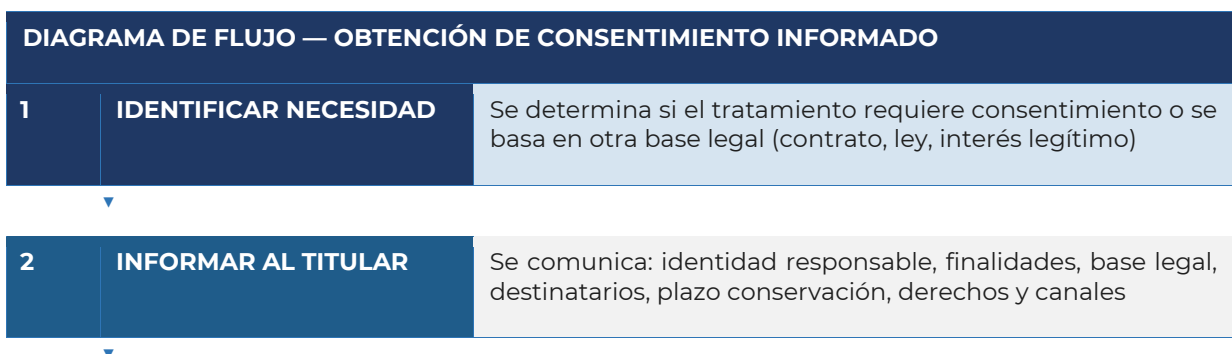 DIAGRAMA DE FLUJO — OBTENCIÓN DE CONSENTIMIENTO INFORMADO
1 IDENTIFICAR NECESIDAD Se determina si el tratamiento requiere consentimiento o se
basa en otra base legal (contrato, ley, interés legítimo)
2 INFORMAR AL TITULAR Se comunica: identidad responsable, finalidades, base legal,
destinatarios, plazo conservación, derechos y canales